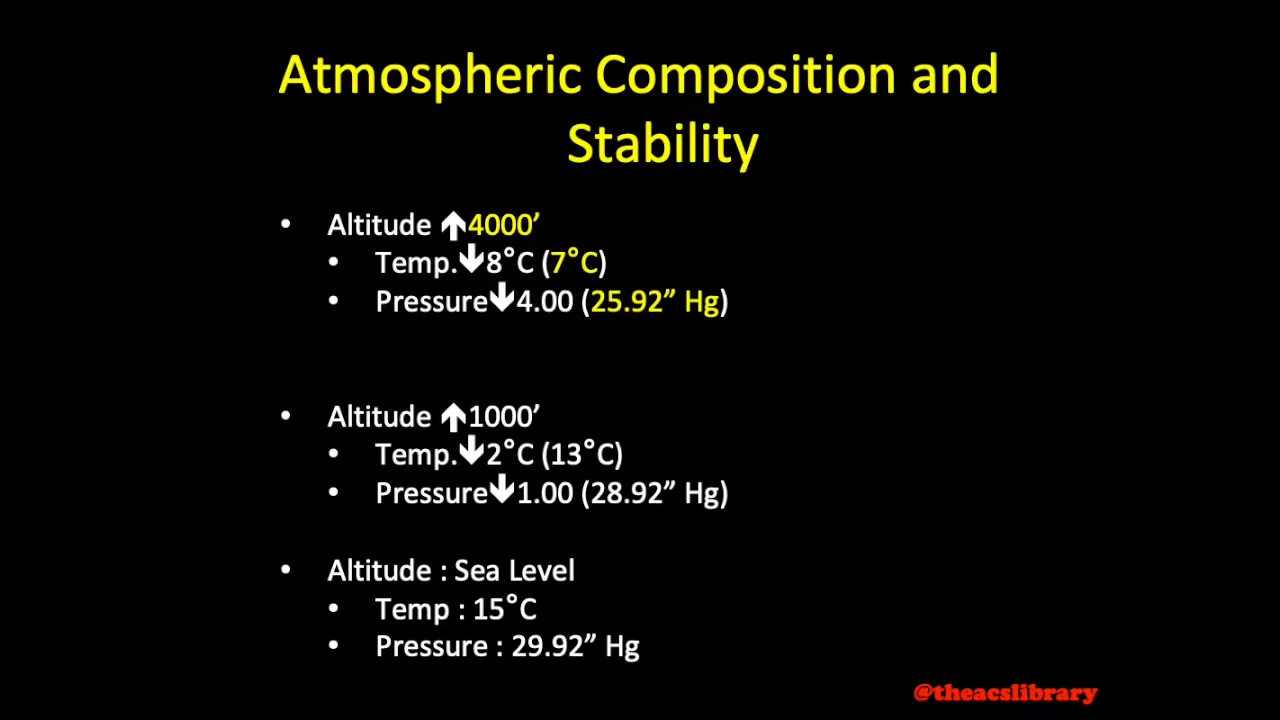 Atmospheric Composition and
Stability
• Altitude 🡅4000’
• Temp.🡇8°C (7°C)
• Pressure🡇4.00 (25.92” Hg)
• Altitude 🡅1000’
• Temp.🡇2°C (13°C)
• Pressure🡇1.00 (28.92” Hg)
• Altitude : Sea Level
• Temp : 15°C
• Pressure : 29.92” Hg
@theacslibrary